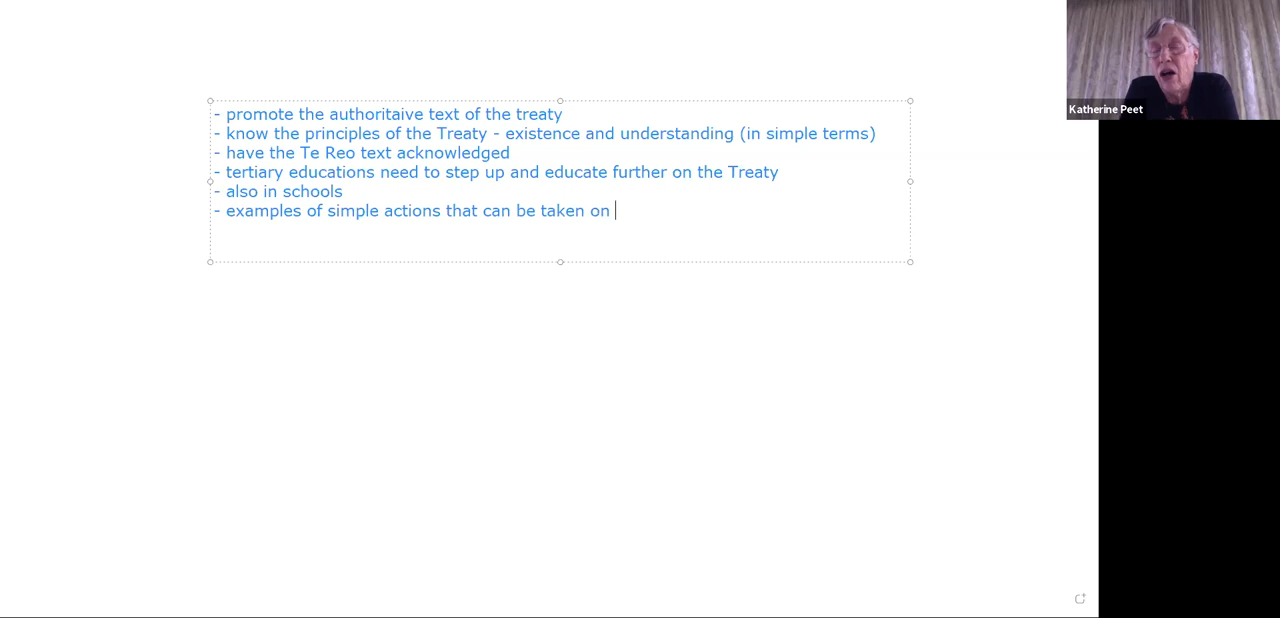 - promote the authoritaive text of the treaty
- know the principles of the Treaty - existence and understanding (in simple terms)
- have the Te Reo text acknowledged
- tertiary educations need to step up and educate further on the Treaty
- also in schools
- examples of simple actions that can be taken on
Katherine Peet